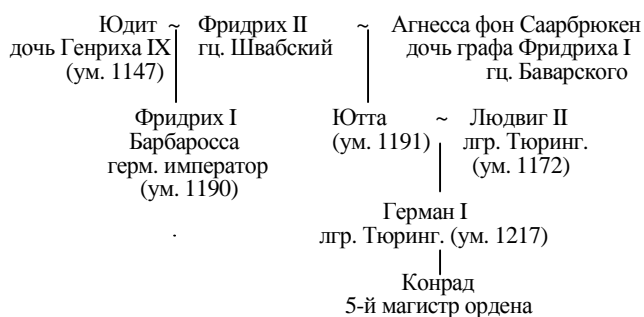 Юдит ~ Фридрих II ~ Агнесса фон Саарбрюкен
дочь Генриха IX гц. Швабский дочь графа Фридриха I
(ум. 1147) гц. Баварского
Фридрих I Ютта ~ Людвиг II
Барбаросса (ум. 1191) лгр. Тюринг.
герм. император (ум. 1172)
(ум. 1190)
Герман I
лгр. Тюринг. (ум. 1217)
Конрад
5-й магистр ордена